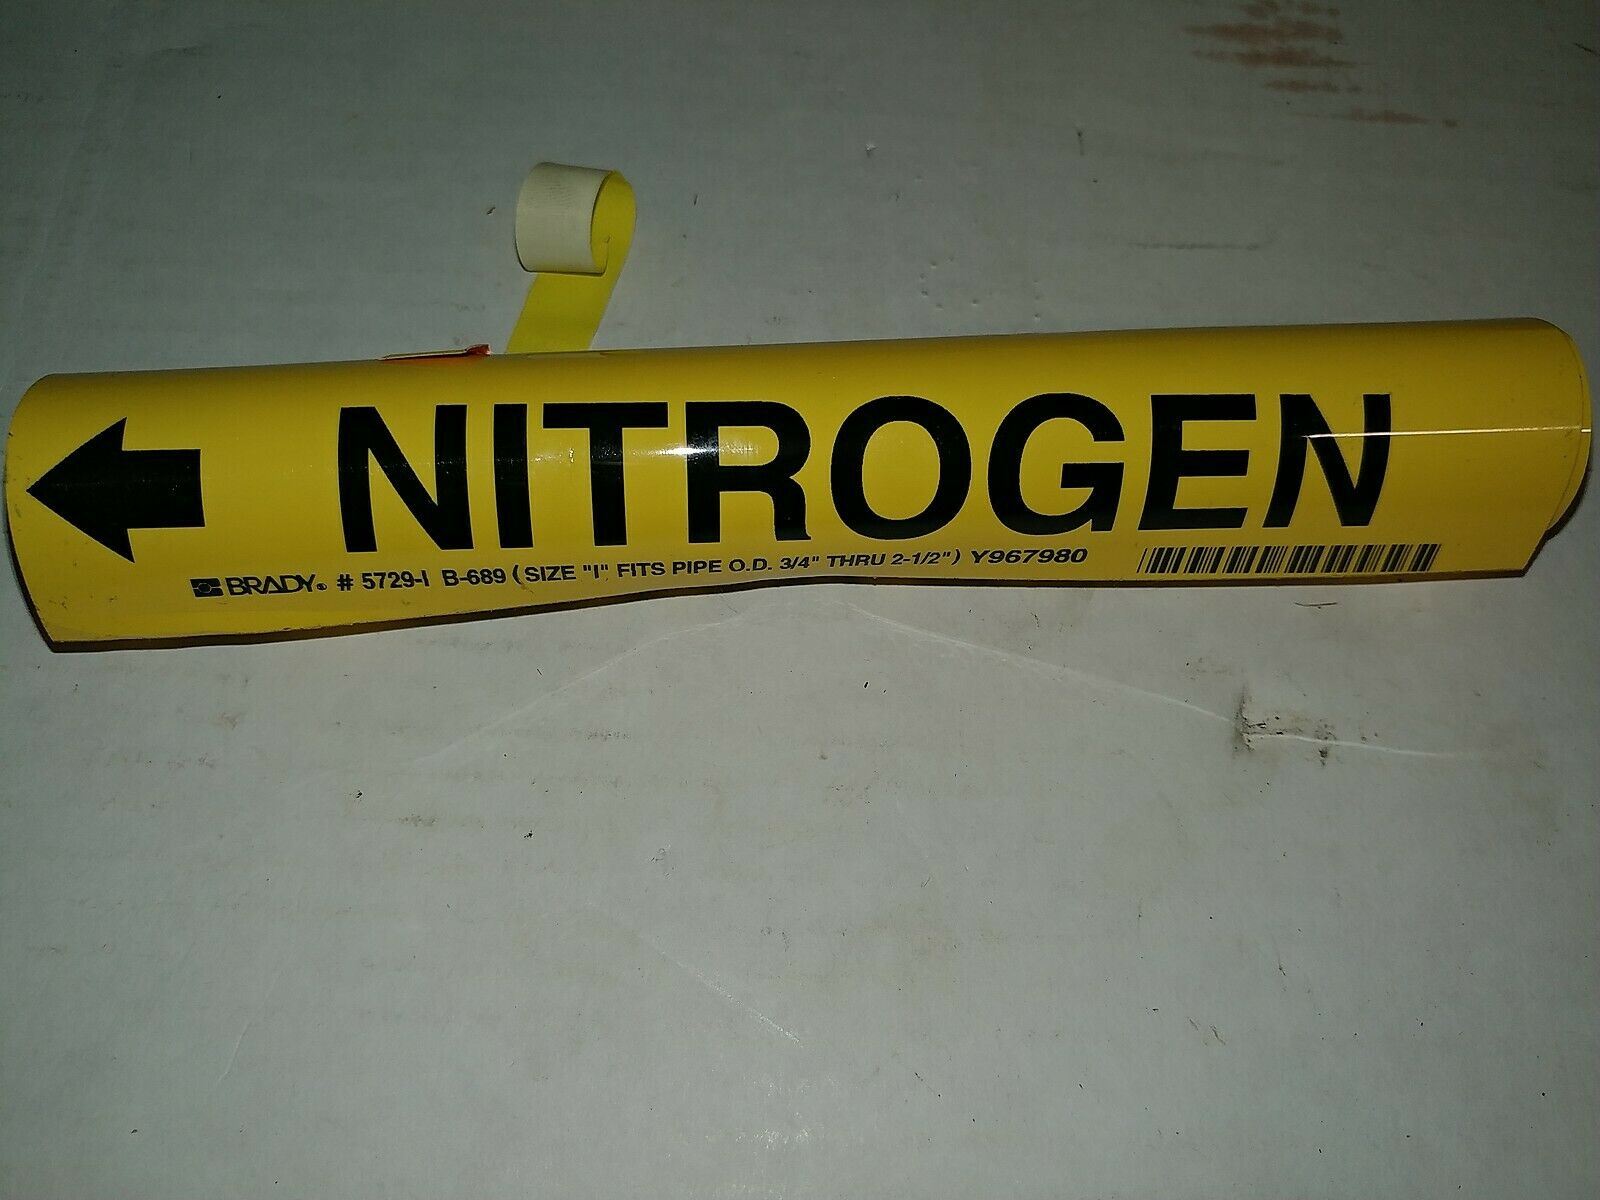 NITROGEN
BRADY® # 5729-I B-689 (SIZE "I" FITS PIPE O.D. 3/4" THRU 2-1/2") Y967980